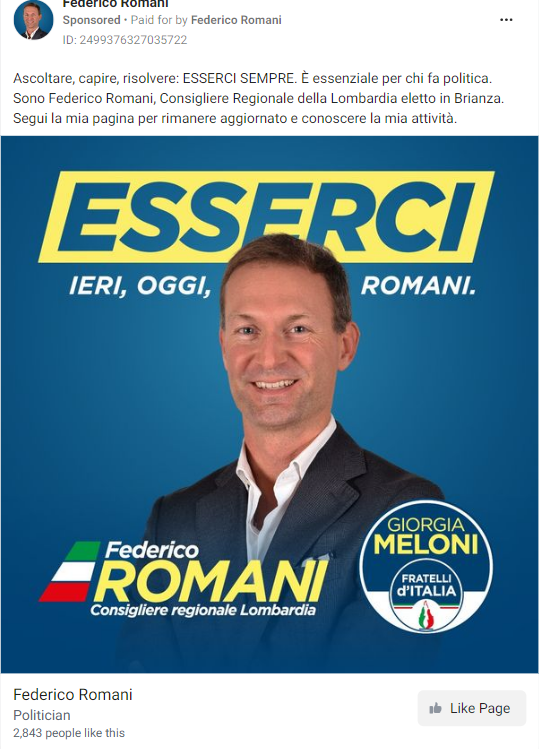 Federico Romani
Sponsored • Paid for by Federico Romani
ID: 2499376327035722
Ascoltare, capire, risolvere: ESSERCI SEMPRE. È essenziale per chi fa politica.
Sono Federico Romani, Consigliere Regionale della Lombardia eletto in Brianza.
Segui la mia pagina per rimanere aggiornato e conoscere la mia attività.
ESSERCI
IERI, OGGI, ROMANI.
Federico
ROMANI
Consigliere regionale Lombardia
GIORGIA
MELONI
FRATELLI
d'ITALIA
Federico Romani
Politician
2,843 people like this
Like Page